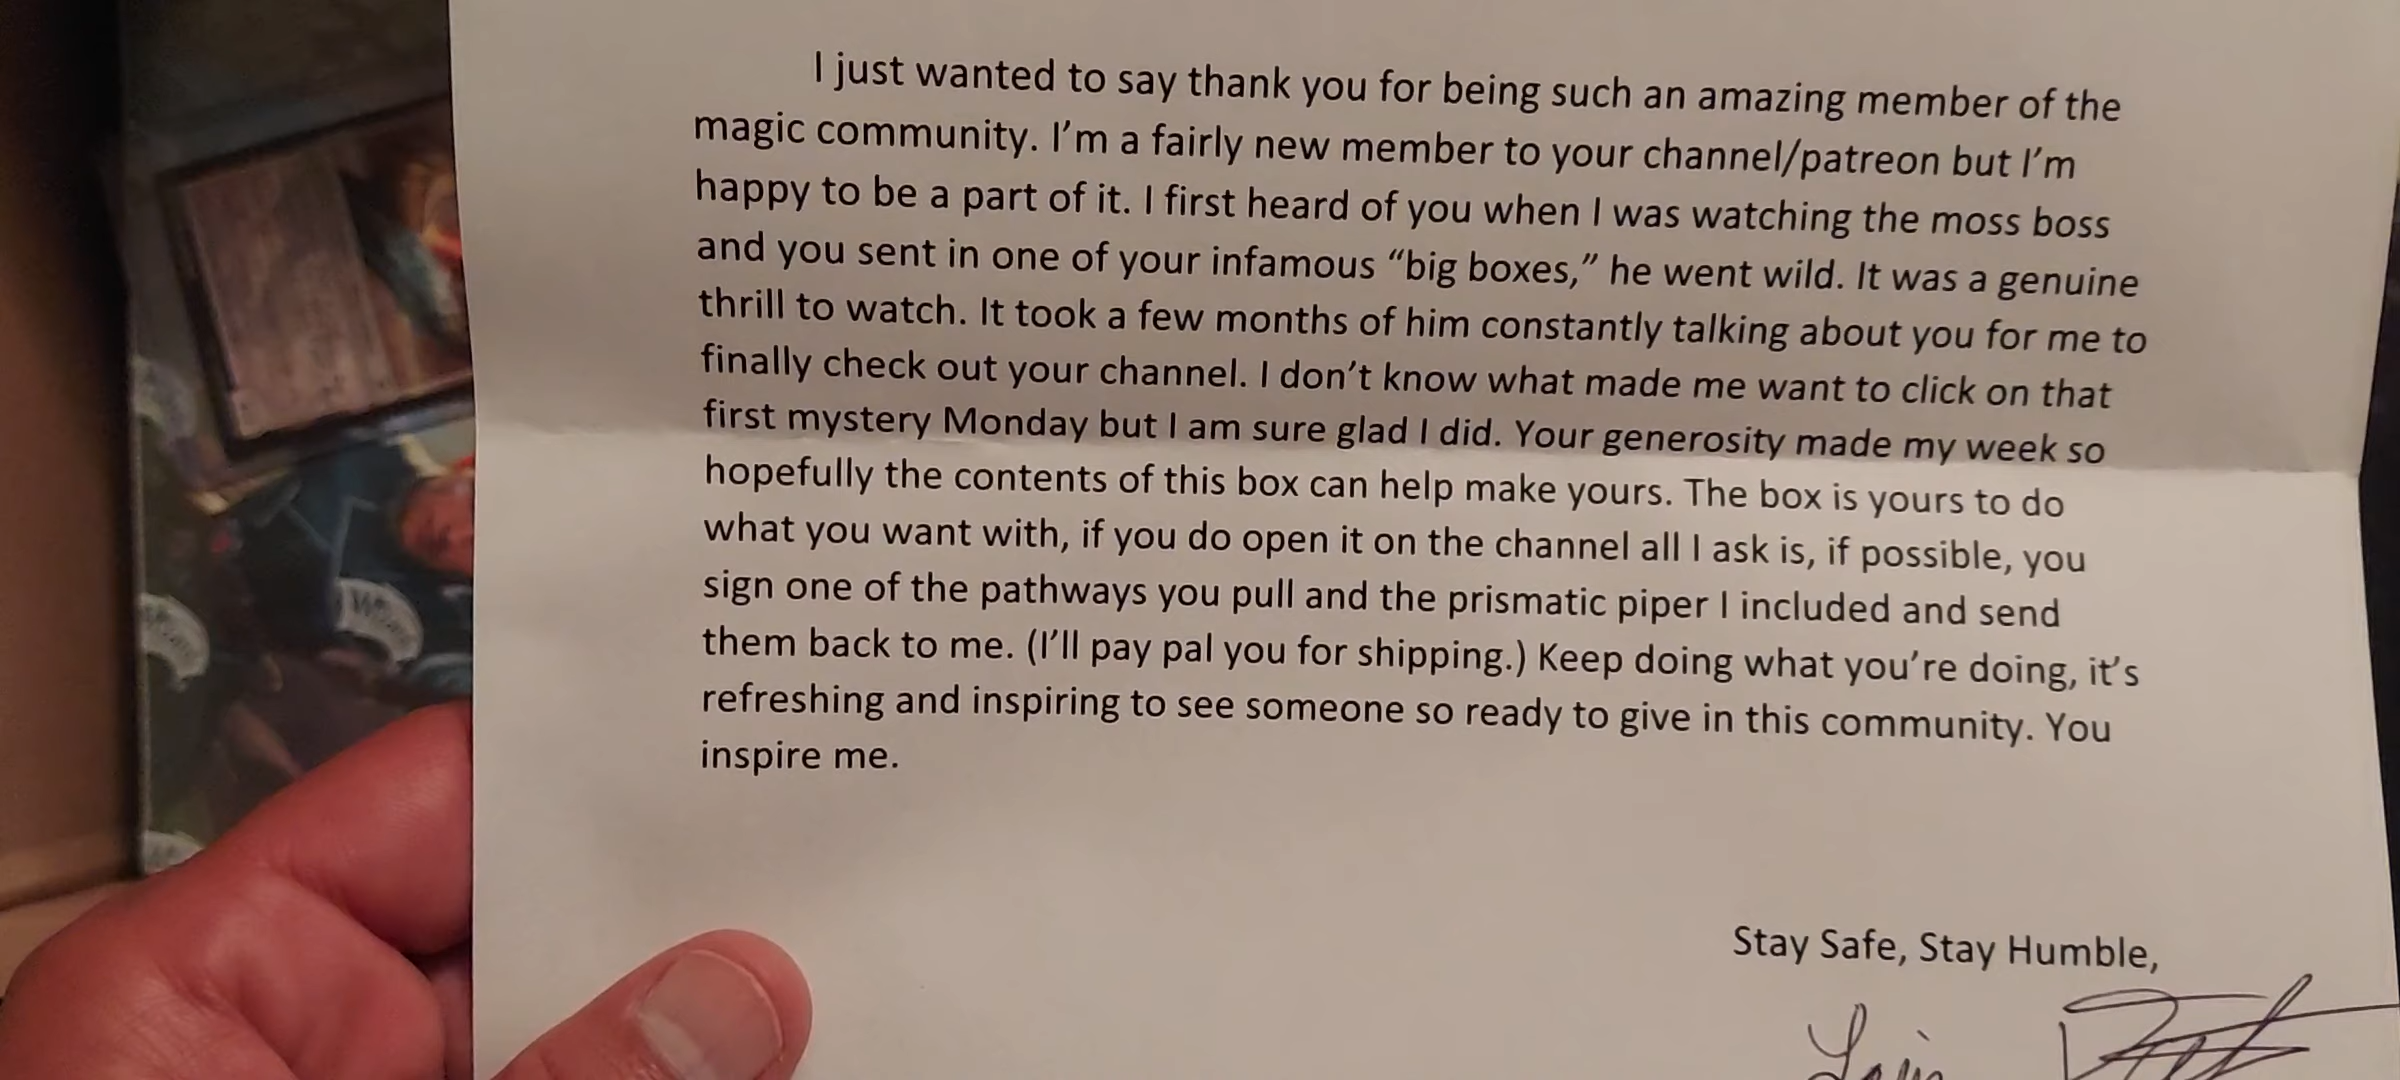 I just wanted to say thank you for being such an amazing member of the
magic community. I'm a fairly new member to your channel/patreon but I'm
happy to be a part of it. I first heard of you when I was watching the moss boss
and you sent in one of your infamous “big boxes,” he went wild. It was a genuine
thrill to watch. It took a few months of him constantly talking about you for me to
finally check out your channel. I don't know what made me want to click on that
first mystery Monday but I am sure glad I did. Your generosity made my week so
hopefully the contents of this box can help make yours. The box is yours to do
what you want with, if you do open it on the channel all I ask is, if possible, you
sign one of the pathways you pull and the prismatic piper I included and send
them back to me. (I'll pay pal you for shipping.) Keep doing what you're doing, it's
refreshing and inspiring to see someone so ready to give in this community. You
inspire me.
Stay Safe, Stay Humble,